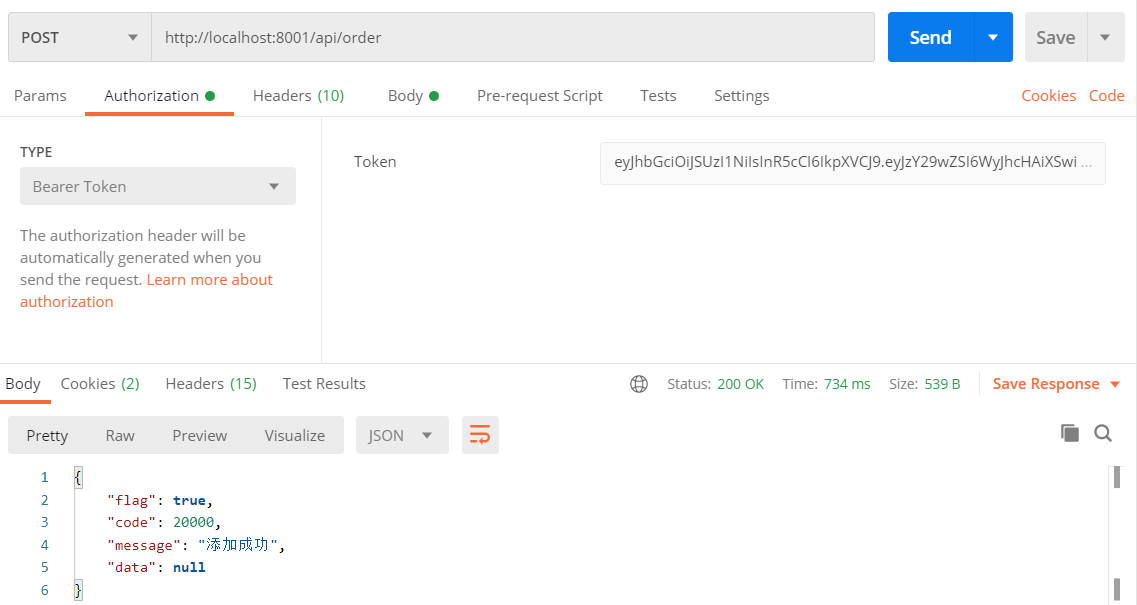 POST http://localhost:8001/api/order Send Save
Params Authorization Headers (10) Body Pre-request Script Tests Settings Cookies Code
TYPE
Bearer Token
The authorization header will be
automatically generated when you
send the request. Learn more about
authorization
Token eyJhbGciOiJSUzI1NiIsInR5cCI6IkpXVCJ9.eyJzY29wZSI6WyJhcHAiXSwi ...
Body Cookies (2) Headers (15) Test Results Status: 200 OK Time: 734 ms Size: 539 B Save Response
Pretty Raw Preview Visualize JSON
1 {
2 "flag": true,
3 "code": 20000,
4 "message": "添加成功",
5 "data": null
6 }